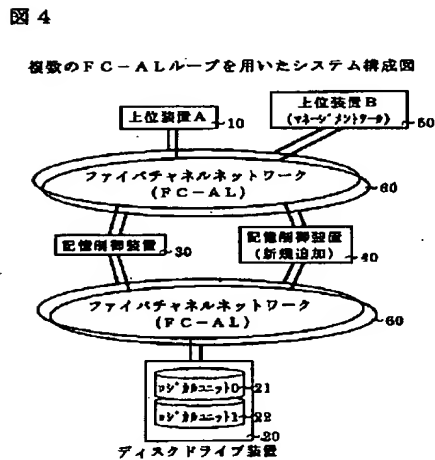 図4
複数のFC-ALループを用いたシステム構成図
上位装置A
10
上位装置B
(マネージメントサーバ)
50
ファイバチャネルネットワーク
(FC-AL)
60
記憶制御装置
30
記憶制御装置
(新規追加)
40
ファイバチャネルネットワーク
(FC-AL)
60
ロジカルユニット0
21
ロジカルユニット1
22
20
ディスクドライブ装置